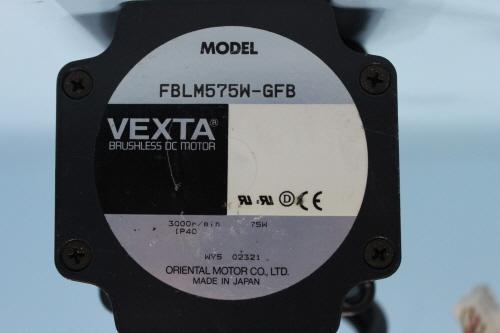 MODEL
FBLM575W-GFB
VEXTA®
BRUSHLESS DC MOTOR
D CE
3000r/min 75W
IP40
WY5 02321
ORIENTAL MOTOR CO., LTD.
MADE IN JAPAN